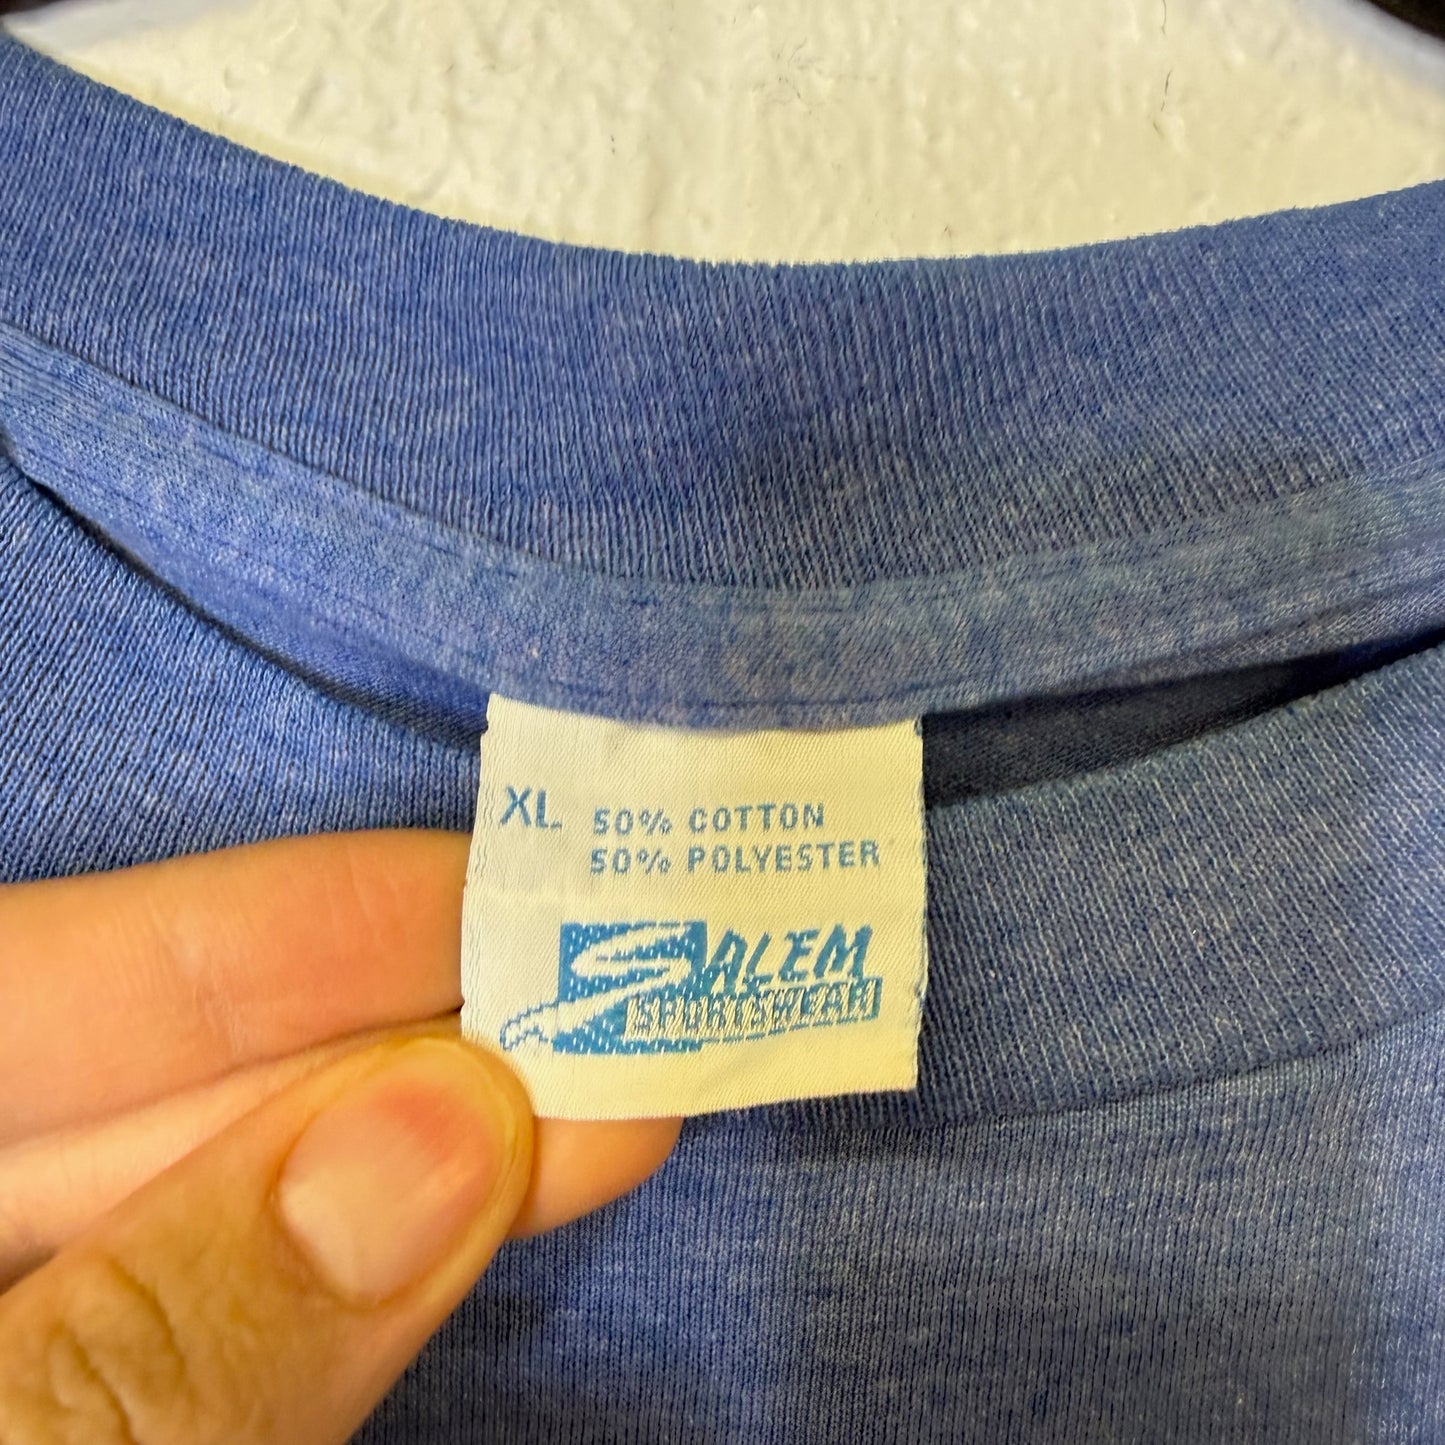 XL 50% COTTON
50% POLYESTER
SALEM
SPORTSWEAR